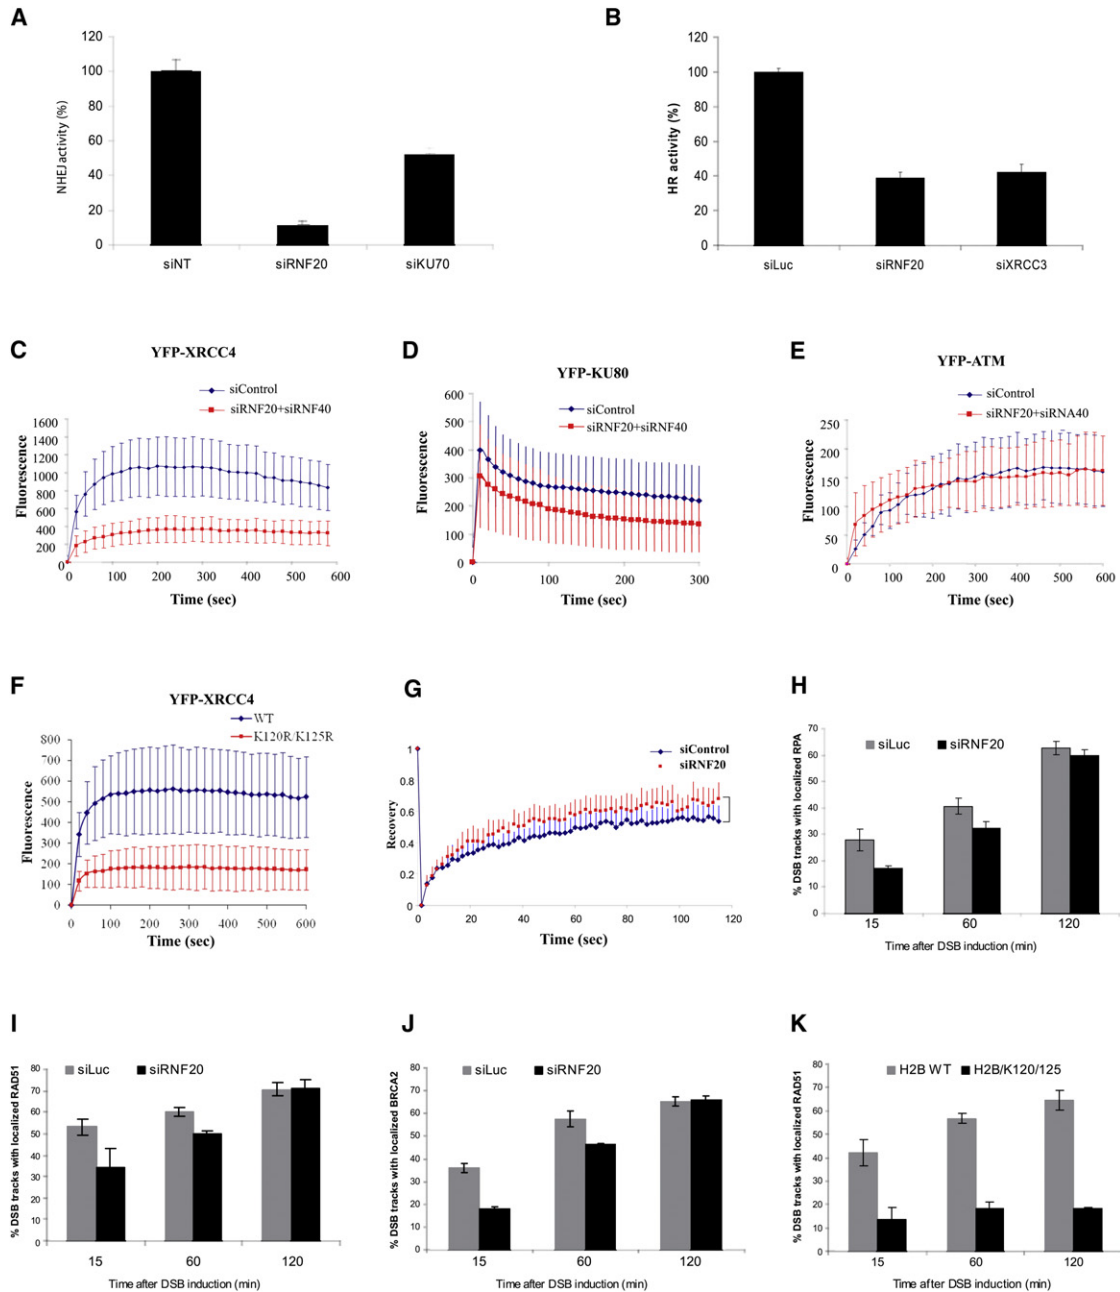 A
NHEJ activity (%)
120
100
80
60
40
20
0
siNT siRNF20 siKU70
B
HR activity (%)
120
100
80
60
40
20
0
siLuc siRNF20 siXRCC3
C
YFP-XRCC4
siControl
siRNF20+siRNF40
Fluorescence
1600
1400
1200
1000
800
600
400
200
0
0 100 200 300 400 500 600
Time (sec)
D
YFP-KU80
siControl
siRNF20+siRNF40
Fluorescence
600
500
400
300
200
100
0
0 100 200 300
Time (sec)
E
YFP-ATM
siControl
siRNF20+siRNA40
Fluorescence
250
200
150
100
50
0
0 100 200 300 400 500 600
Time (sec)
F
YFP-XRCC4
WT
K120R/K125R
Fluorescence
800
700
600
500
400
300
200
100
0
0 100 200 300 400 500 600
Time (sec)
G
siControl
siRNF20
Recovery
1
0.8
0.6
0.4
0.2
0
0 20 40 60 80 100 120
Time (sec)
H
siLuc siRNF20
% DSB tracks with localized RPA
70
60
50
40
30
20
10
0
15 60 120
Time after DSB induction (min)
I
siLuc siRNF20
% DSB tracks with localized RAD51
80
70
60
50
40
30
20
10
0
15 60 120
Time after DSB induction (min)
J
siLuc siRNF20
% DSB tracks with localized BRCA2
80
70
60
50
40
30
20
10
0
15 60 120
Time after DSB induction (min)
K
H2B WT H2B/K120/125
% DSB tracks with localized RAD51
80
70
60
50
40
30
20
10
0
15 60 120
Time after DSB induction (min)